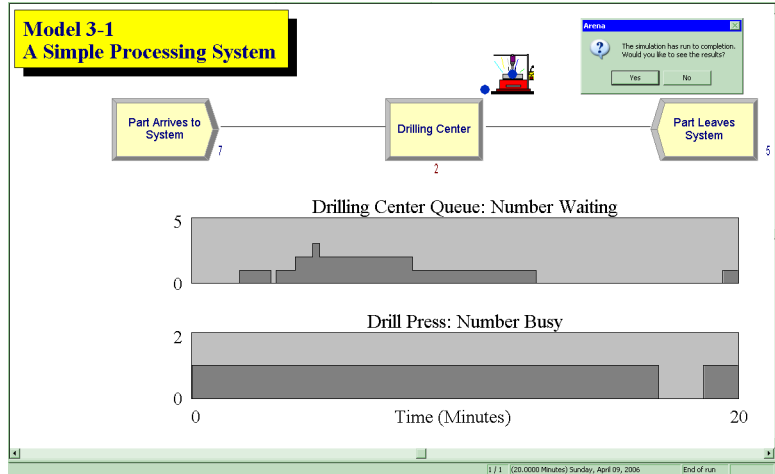 Model 3-1
A Simple Processing System
Arena
The simulation has run to completion.
Would you like to see the results?
Yes
No
Part Arrives to
System
7
Drilling Center
2
Part Leaves
System
5
Drilling Center Queue: Number Waiting
5
0
Drill Press: Number Busy
2
0
0
Time (Minutes)
20
1 / 1
(20.0000 Minutes) Sunday, April 09, 2006
End of run